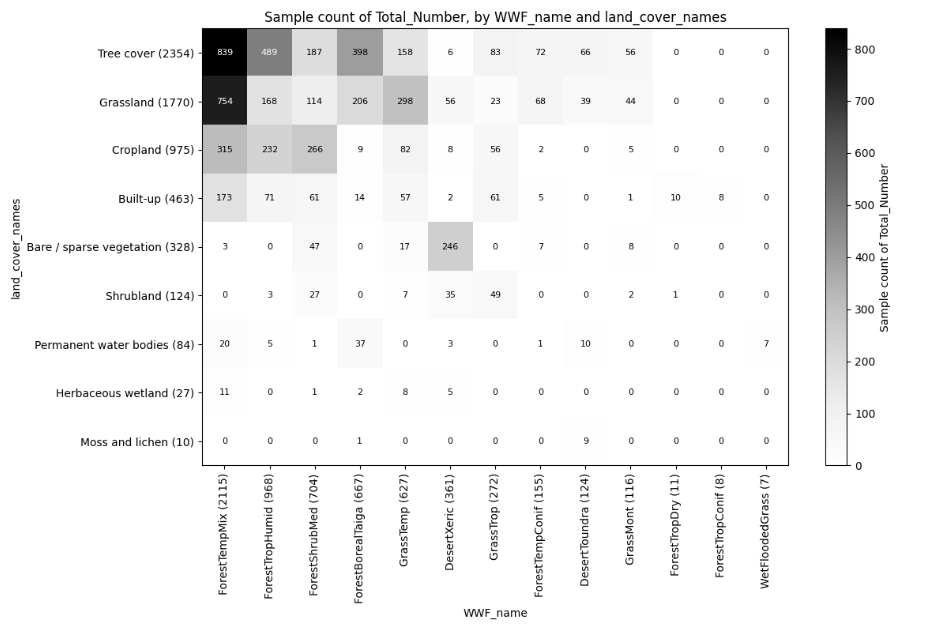 Sample count of Total_Number, by WWF_name and land_cover_names
land_cover_names
Tree cover (2354) 839 489 187 398 158 6 83 72 66 56 0 0 0
Grassland (1770) 754 168 114 206 298 56 23 68 39 44 0 0 0
Cropland (975) 315 232 266 9 82 8 56 2 0 5 0 0 0
Built-up (463) 173 71 61 14 57 2 61 5 0 1 10 8 0
Bare / sparse vegetation (328) 3 0 47 0 17 246 0 7 0 8 0 0 0
Shrubland (124) 0 3 27 0 7 35 49 0 0 2 1 0 0
Permanent water bodies (84) 20 5 1 37 0 3 0 1 10 0 0 0 7
Herbaceous wetland (27) 11 0 1 2 8 5 0 0 0 0 0 0 0
Moss and lichen (10) 0 0 0 1 0 0 0 0 9 0 0 0 0
ForestTempMix (2115)
ForestTropHumid (968)
ForestShrubMed (704)
ForestBorealTaiga (667)
GrassTemp (627)
DesertXeric (361)
GrassTrop (272)
ForestTempConif (155)
DesertToundra (124)
GrassMont (116)
ForestTropDry (11)
ForestTropConif (8)
WetFloodedGrass (7)
WWF_name
800
700
600
500
400
300
200
100
0
Sample count of Total_Number